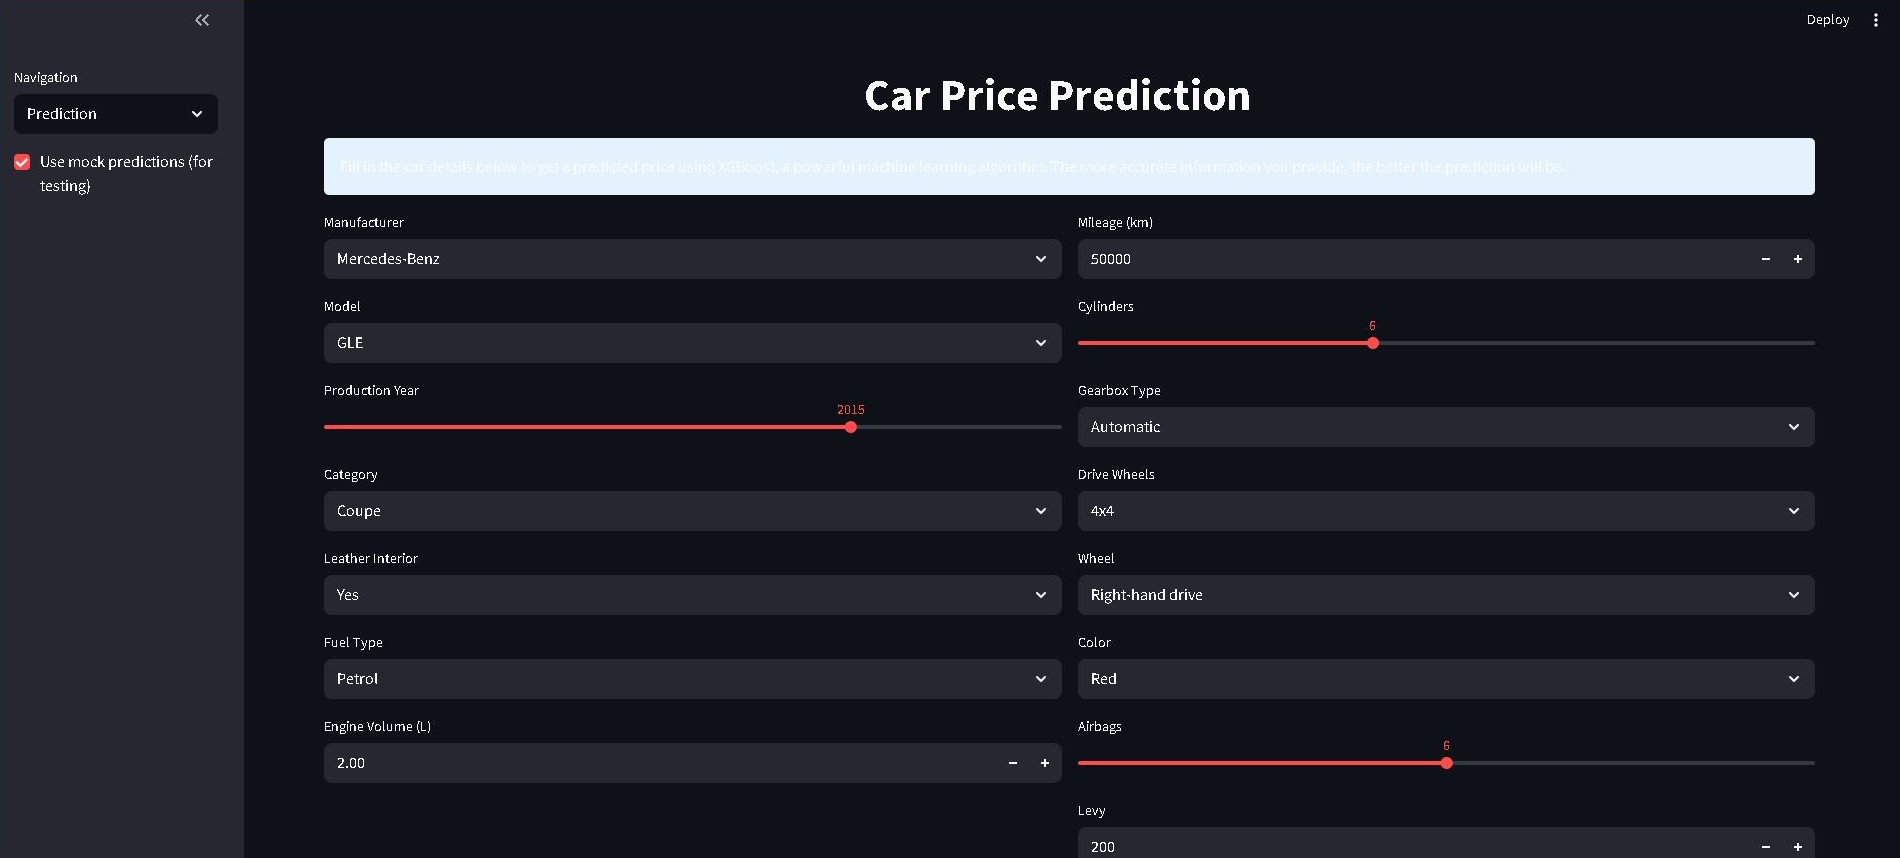 Deploy
Navigation
Prediction
Use mock predictions (for
testing)
Car Price Prediction
Fill in the car details below to get a predicted price using XGBoost, a powerful machine learning algorithm. The more accurate information you provide, the better the prediction will be.
Manufacturer
Mercedes-Benz
Model
GLE
Production Year
2015
Category
Coupe
Leather Interior
Yes
Fuel Type
Petrol
Engine Volume (L)
2.00
Mileage (km)
50000
Cylinders
6
Gearbox Type
Automatic
Drive Wheels
4x4
Wheel
Right-hand drive
Color
Red
Airbags
6
Levy
200